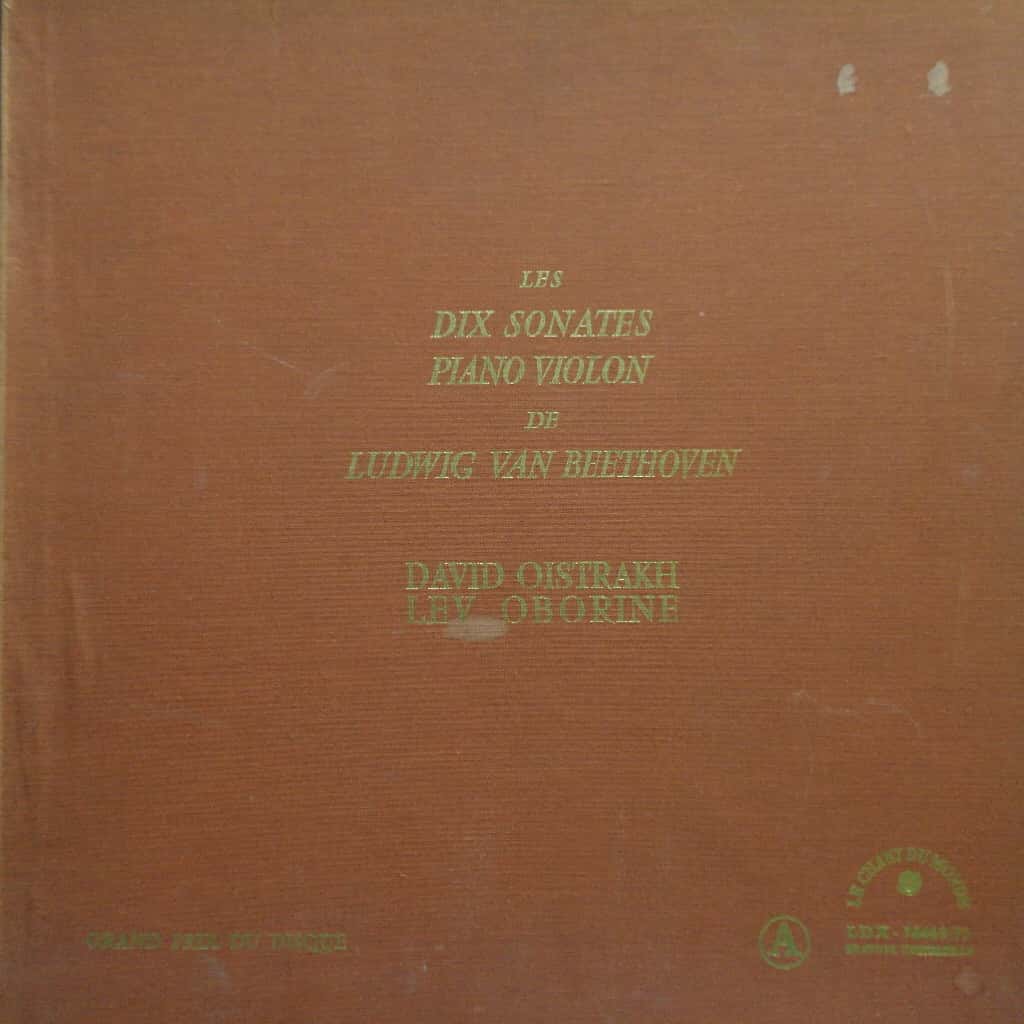 LES
DIX SONATES
PIANO VIOLON
DE
LUDWIG VAN BEETHOVEN
DAVID OISTRAKH
LEV OBORINE
GRAND PRIX DU DISQUE
A
LE CHANT DU MONDE
LDX -